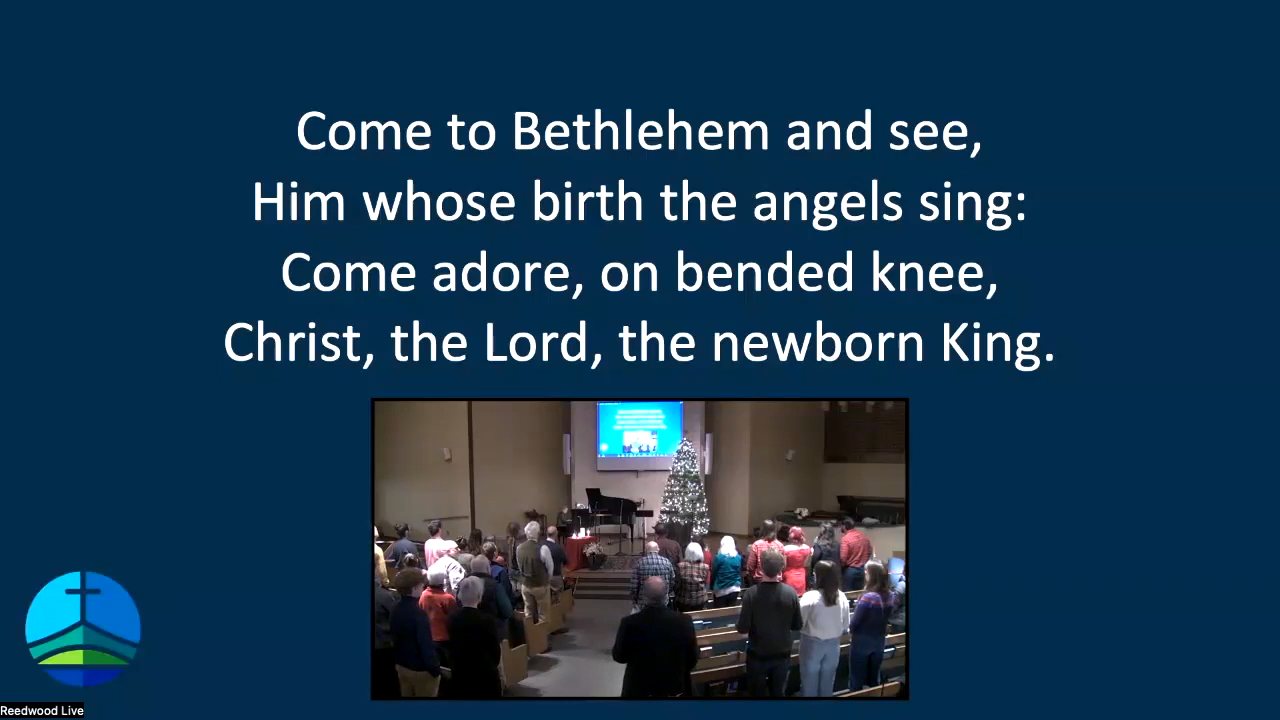 Come to Bethlehem and see,
Him whose birth the angels sing:
Come adore, on bended knee,
Christ, the Lord, the newborn King.
Reedwood Live